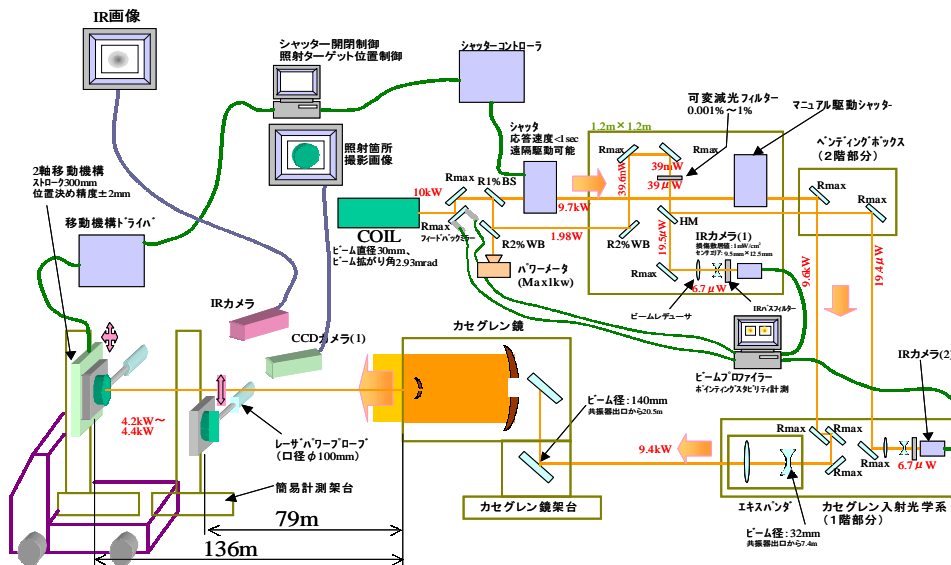 IR画像
シャッター開閉制御
照射ターゲット位置制御
シャッターコントローラ
照射箇所
撮影画像
2軸移動機構
ストローク300mm
位置決め精度±2mm
移動機構ドライバ
シャッタ
応答速度<1sec
遠隔駆動可能
1.2m×1.2m
可変減光フィルター
0.001%～1%
マニュアル駆動シャッター
ベンディングボックス
(2階部分)
Rmax
Rmax
39mW
39.6mW
39μW
Rmax
R1%BS
10kW
9.7kW
Rmax
フィードバックミラー
COIL
ビーム直径30mm、
ビーム拡がり角2.93mrad
R2%WB
1.98W
R2%WB
HM
Rmax
Rmax
パワーメータ
(Max1kw)
19.5μW
Rmax
IRカメラ(1)
損傷閾値:1mW/cm²
センサエリア:9.5mm×12.5mm
6.7μW
IRパスフィルター
ビームレデューサ
9.6kW
19.4μW
IRカメラ
CCDカメラ(1)
カセグレン鏡
ビームプロファイラー
ポインティングスタビリティ計測
IRカメラ(2)
4.2kW～
4.4kW
レーザパワープローブ
(口径φ100mm)
ビーム径:140mm
共振器出口から20.5m
9.4kW
Rmax
Rmax
Rmax
Rmax
6.7μW
簡易計測架台
カセグレン鏡架台
エキスパンダ
カセグレン入射光学系
(1階部分)
ビーム径:32mm
共振器出口から7.4m
79m
136m